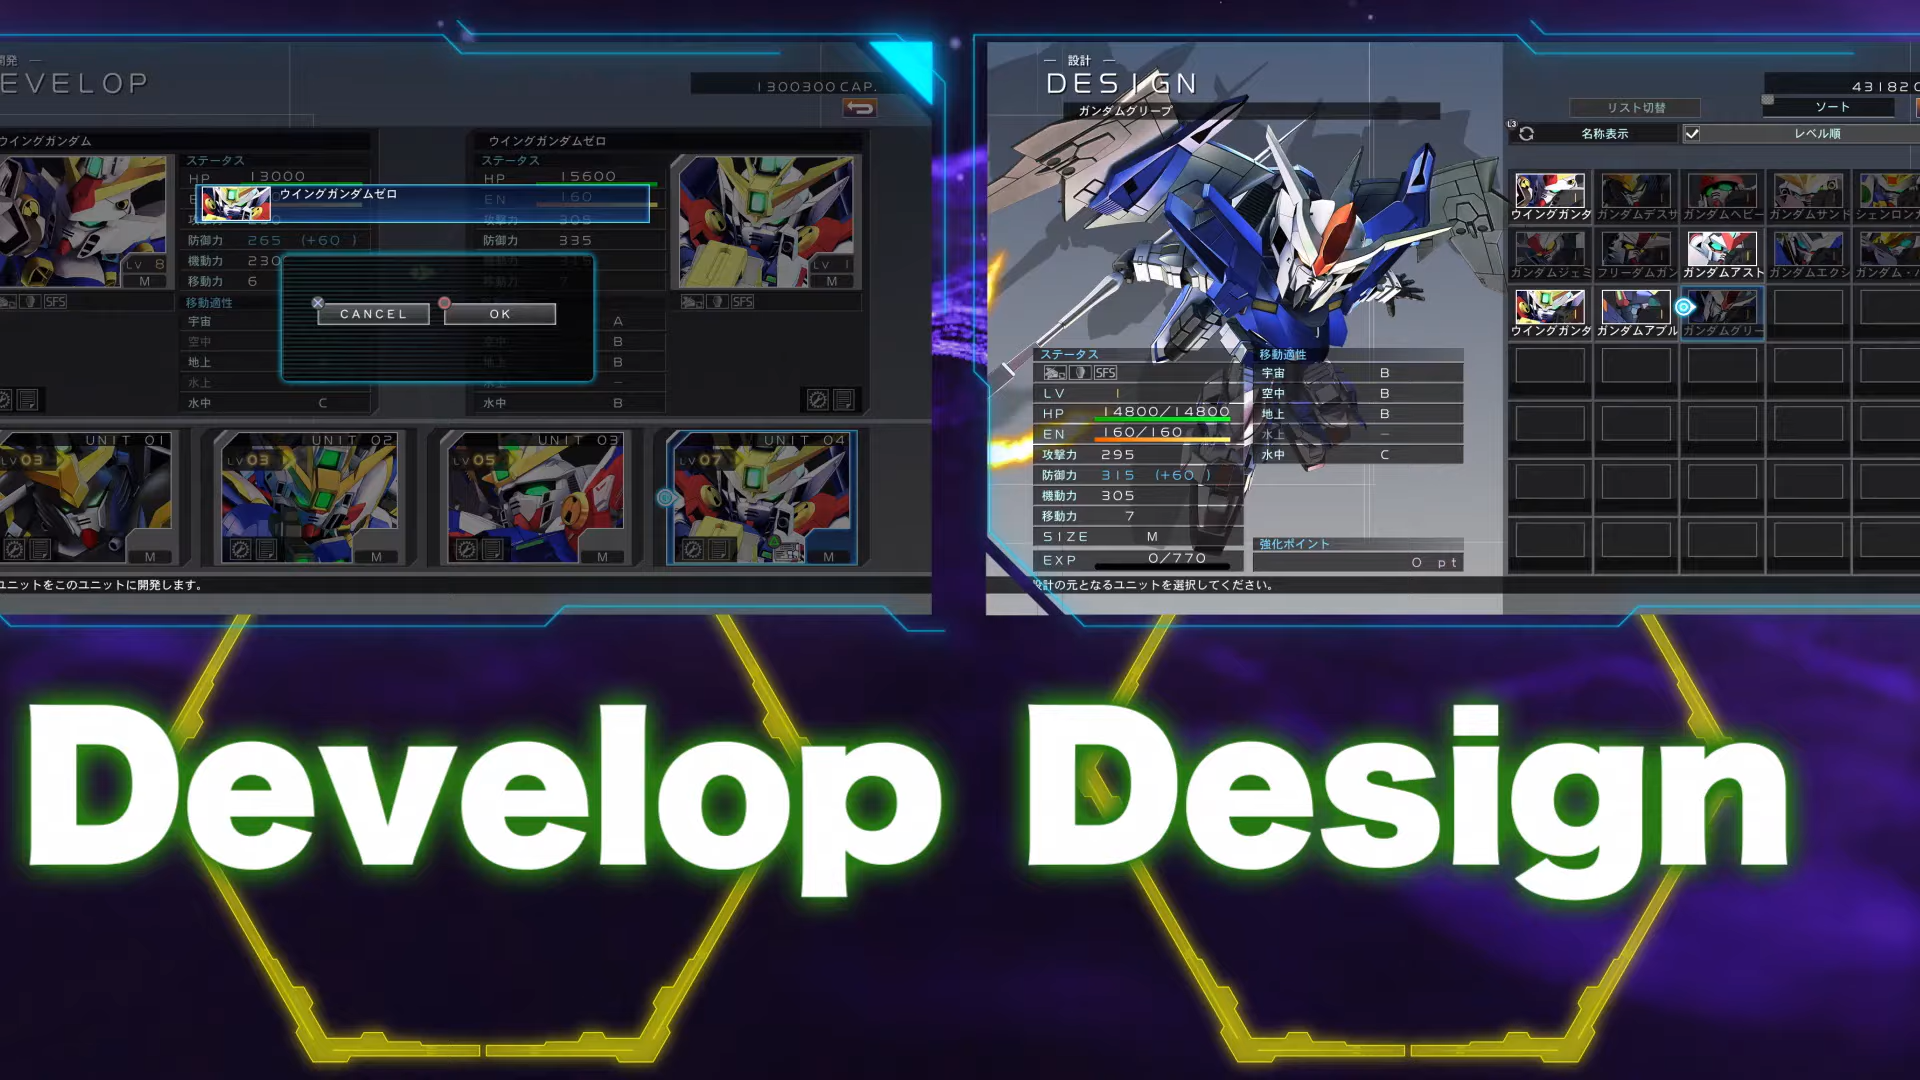 開発
EVELOP
1300300 CAP.
ウイングガンダム
ステータス
HP 13000
防御力 265 (+60 )
機動力 230
移動力 6
移動適性
宇宙
空中
地上
水上
水中 C
LV 8
M
SFS
ウイングガンダムゼロ
ウイングガンダムゼロ
ステータス
HP 15600
EN 160
攻撃力 305
防御力 335
A
B
B
–
水中 B
LV 1
M
SFS
CANCEL
OK
UNIT 01
LV 03
M
UNIT 02
LV 03
M
UNIT 03
LV 05
M
UNIT 04
LV 07
M
ユニットをこのユニットに開発します。
設計
DESIGN
ガンダムグリープ
ステータス
SFS
LV 1
HP 14800/14800
EN 160/160
攻撃力 295
防御力 315 (+60 )
機動力 305
移動力 7
SIZE M
EXP 0/770
移動適性
宇宙 B
空中 B
地上 B
水上 –
水中 C
強化ポイント
0 pt
設計の元となるユニットを選択してください。
43182
リスト切替
ソート
L3
名称表示
レベル順
ウイングガンダ
ガンダムデスサ
ガンダムヘビー
ガンダムサンド
シェンロンガ
ガンダムジェミ
フリーダムガン
ガンダムアスト
ガンダムエクシ
ガンダム・バ
ウイングガンダ
ガンダムアプル
ガンダムグリー
Develop
Design